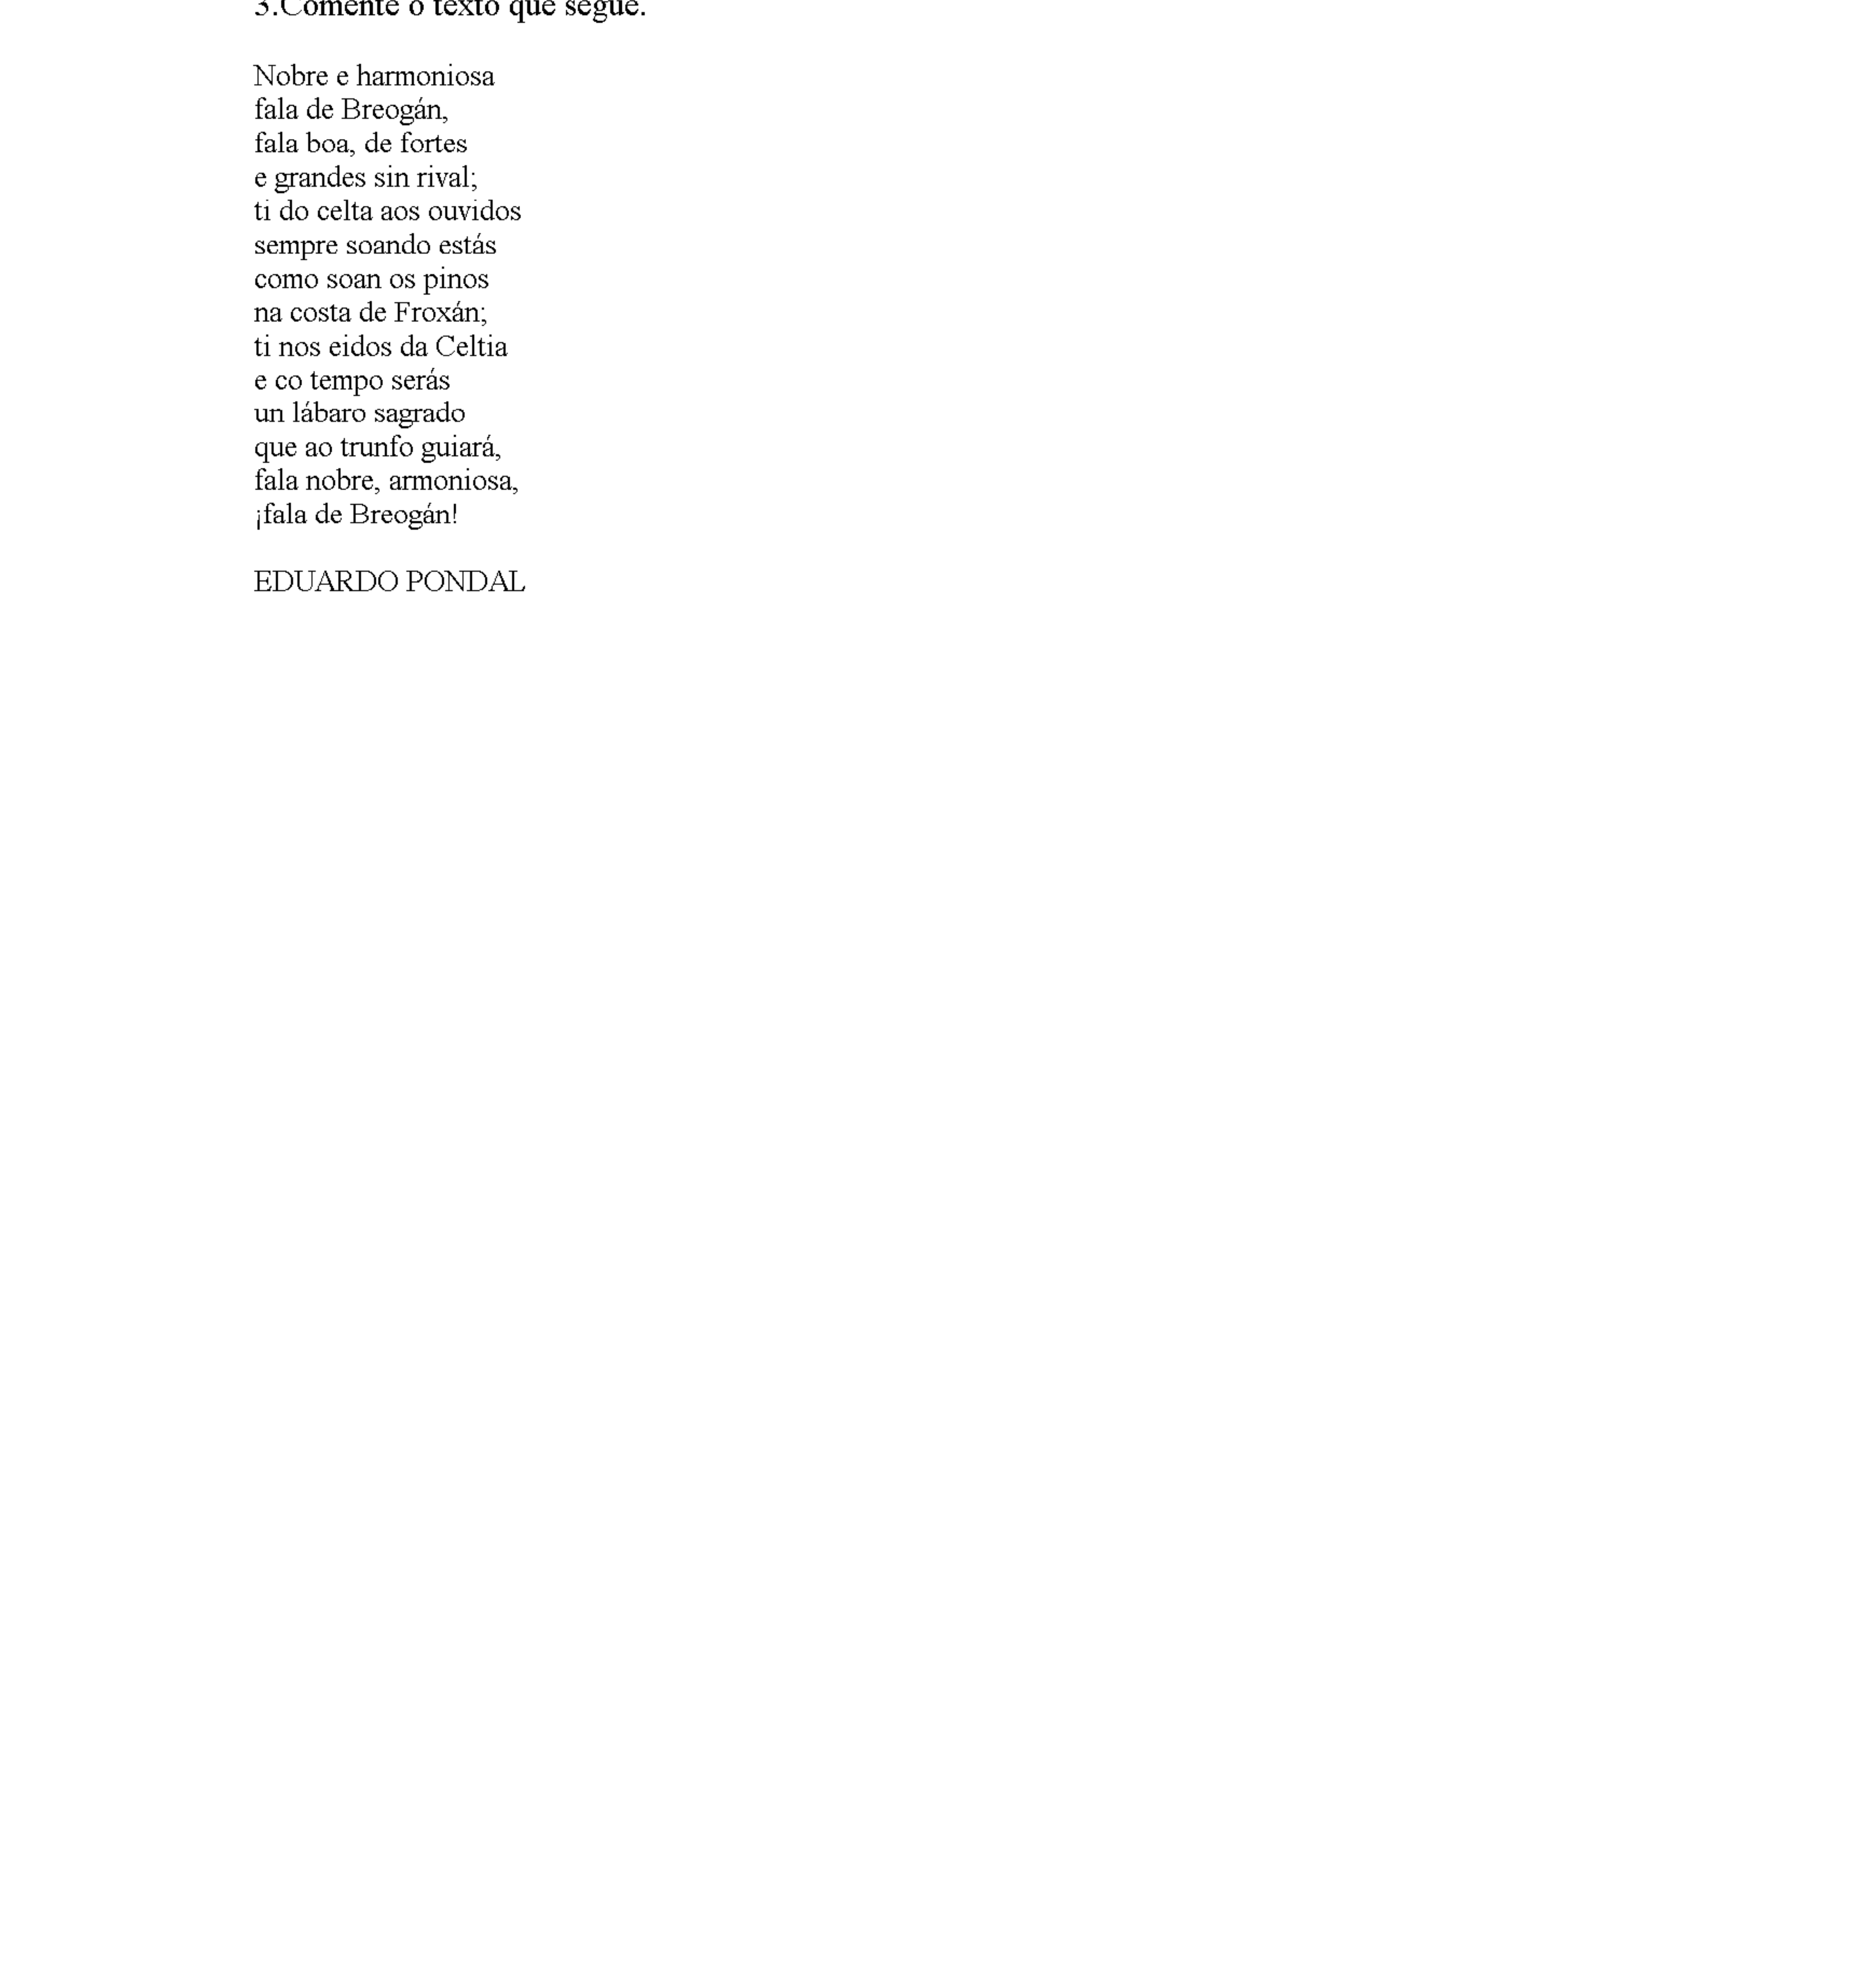 3.Comente o texto que segue.
Nobre e harmoniosa
fala de Breogán,
fala boa, de fortes
e grandes sin rival;
ti do celta aos ouvidos
sempre soando estás
como soan os pinos
na costa de Froxán;
ti nos eidos da Celtia
e co tempo serás
un lábaro sagrado
que ao trunfo guiará,
fala nobre, armoniosa,
¡fala de Breogán!
EDUARDO PONDAL